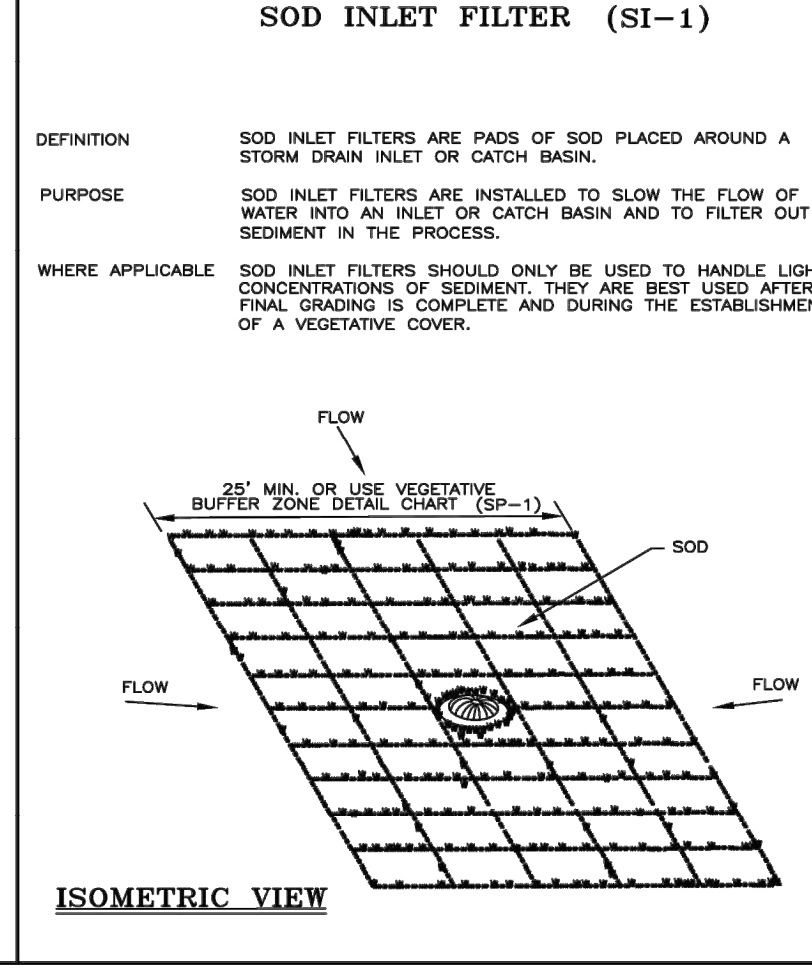 SOD INLET FILTER (SI-1)
DEFINITION SOD INLET FILTERS ARE PADS OF SOD PLACED AROUND A
STORM DRAIN INLET OR CATCH BASIN.
PURPOSE SOD INLET FILTERS ARE INSTALLED TO SLOW THE FLOW OF
WATER INTO AN INLET OR CATCH BASIN AND TO FILTER OUT
SEDIMENT IN THE PROCESS.
WHERE APPLICABLE SOD INLET FILTERS SHOULD ONLY BE USED TO HANDLE LIGH
CONCENTRATIONS OF SEDIMENT. THEY ARE BEST USED AFTER
FINAL GRADING IS COMPLETE AND DURING THE ESTABLISHMEN
OF A VEGETATIVE COVER.
FLOW
25' MIN. OR USE VEGETATIVE
BUFFER ZONE DETAIL CHART (SP-1)
SOD
FLOW
FLOW
ISOMETRIC VIEW